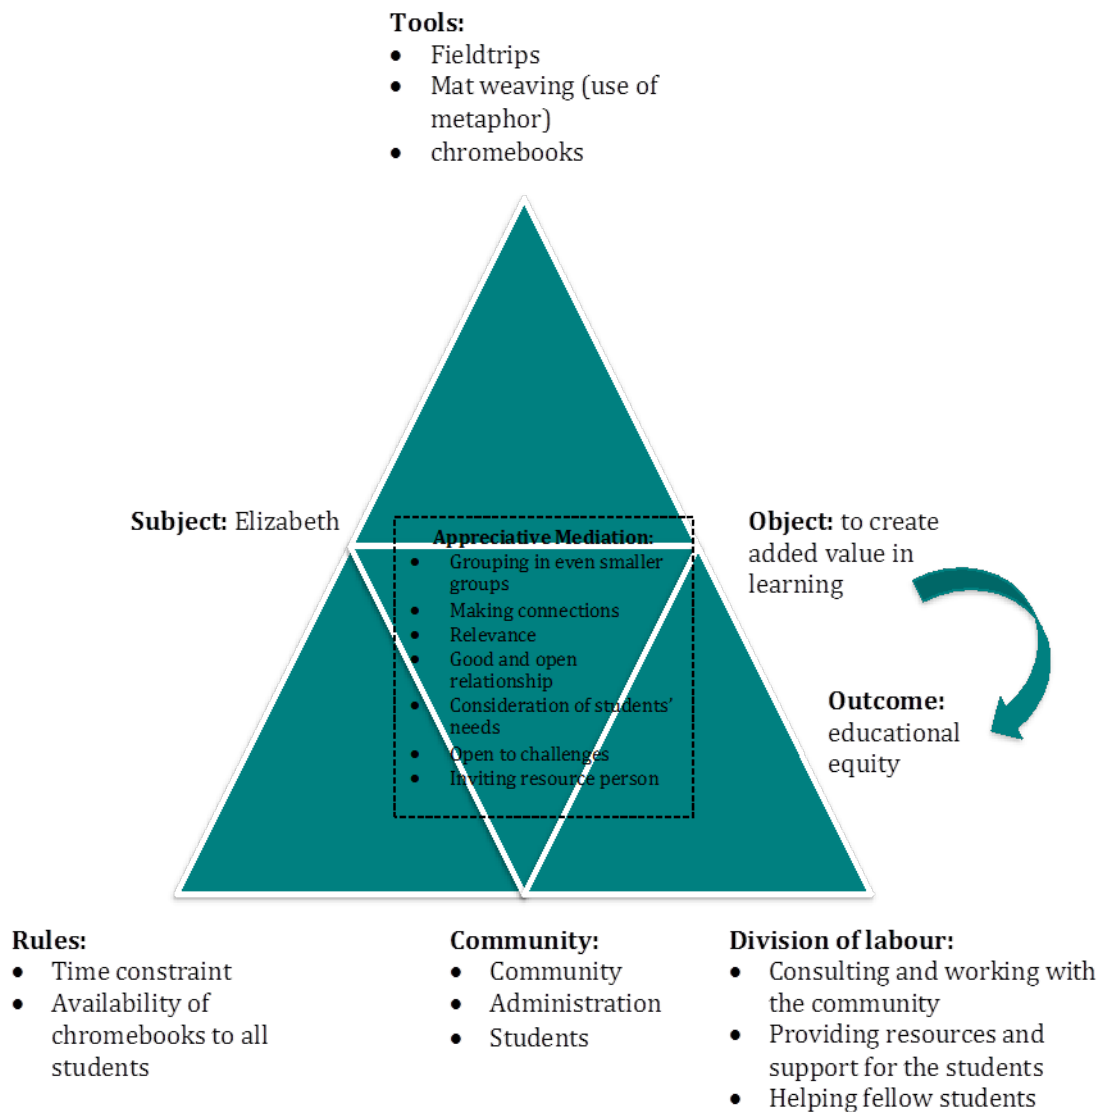 Tools:
• Fieldtrips
• Mat weaving (use of
metaphor)
• chromebooks
Subject: Elizabeth
Appreciative Mediation:
• Grouping in even smaller
groups
• Making connections
• Relevance
• Good and open
relationship
• Consideration of students'
needs
• Open to challenges
• Inviting resource person
Object: to create
added value in
learning
Outcome:
educational
equity
Rules:
• Time constraint
• Availability of
chromebooks to all
students
Community:
• Community
• Administration
• Students
Division of labour:
• Consulting and working with
the community
• Providing resources and
support for the students
• Helping fellow students